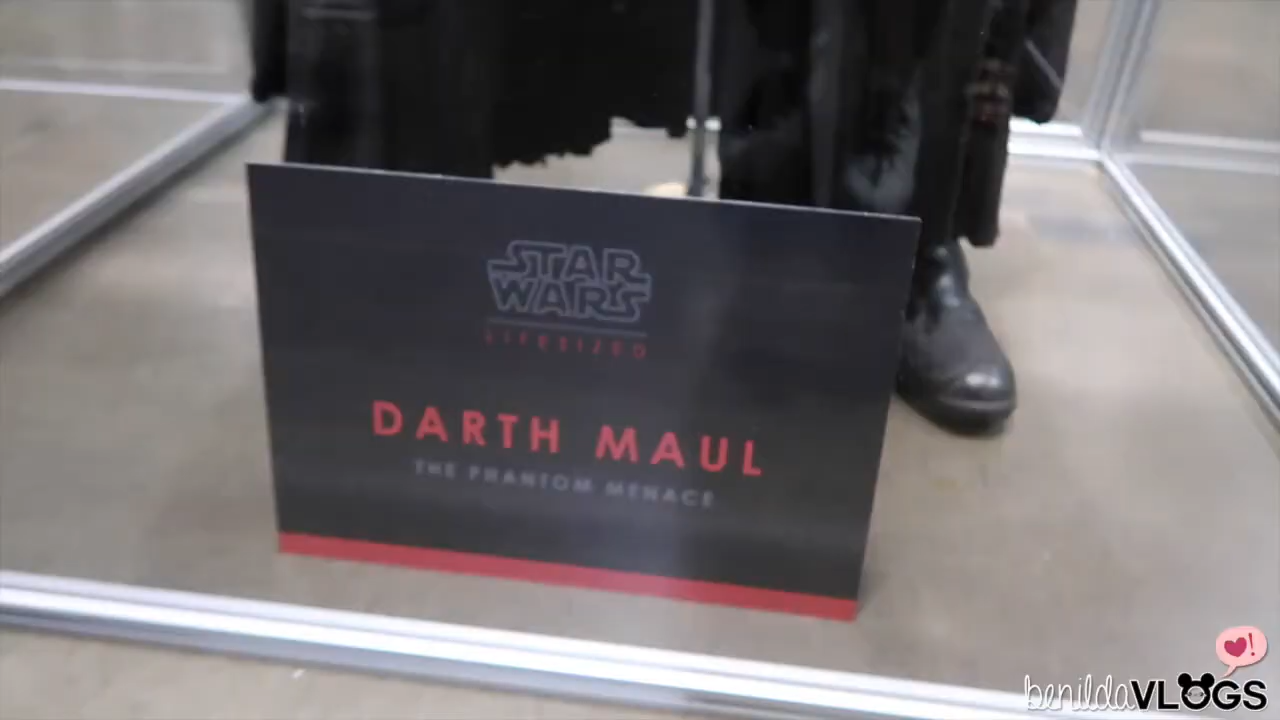 STAR
WARS
LIFESIZED
DARTH MAUL
THE PHANTOM MENACE
benildaVLOGS